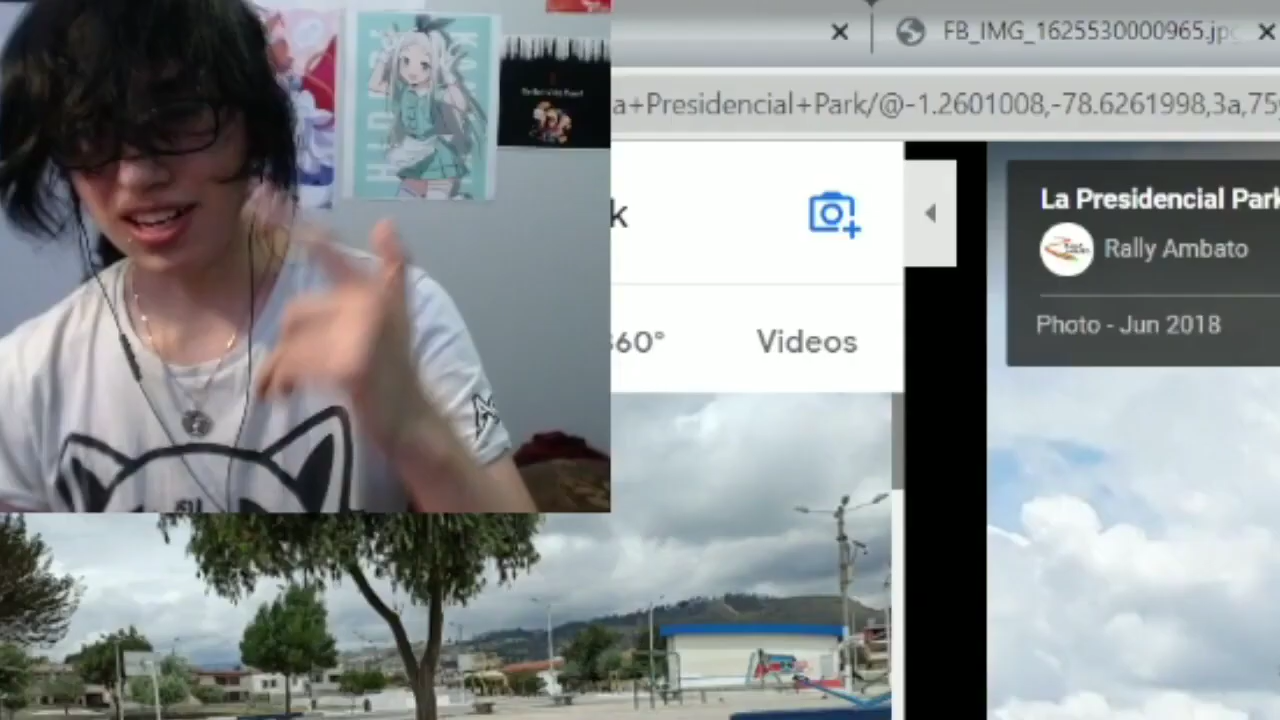 FB_IMG_1625530000965.jp
a+Presidencial+Park/@-1.2601008,-78.6261998,3a,75
k
La Presidencial Park
Rally Ambato
60°
Videos
Photo - Jun 2018